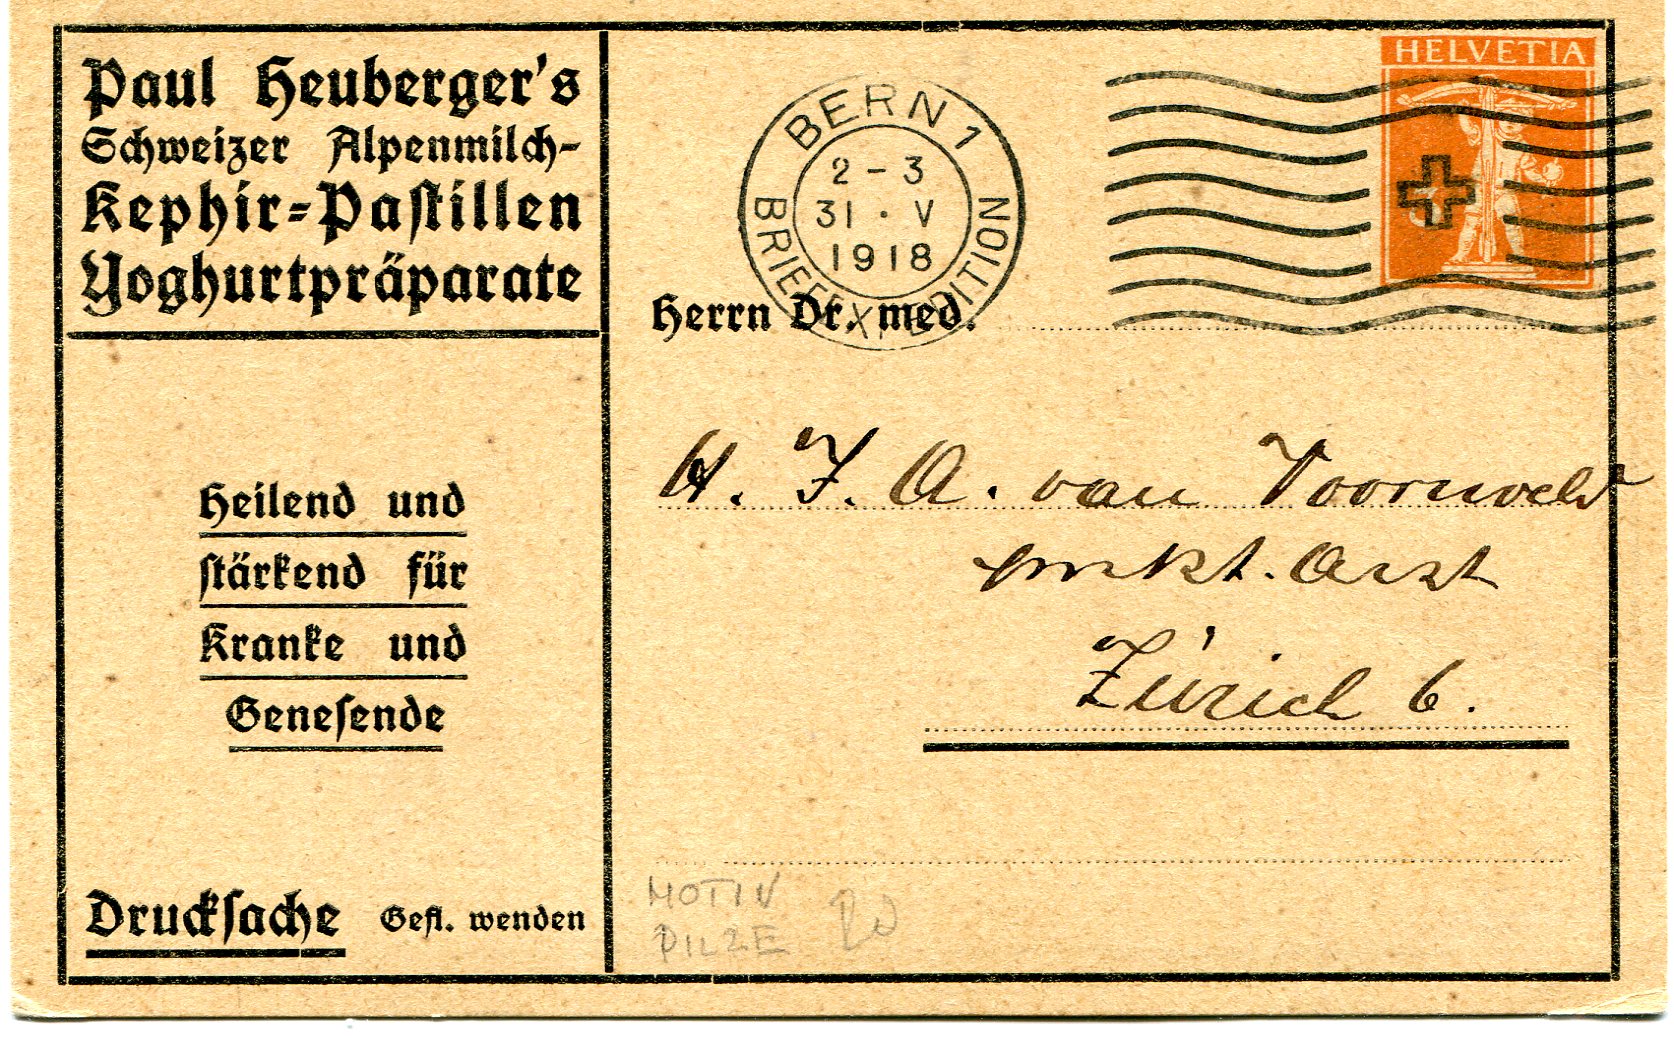 Paul Heuberger's
Schweizer Alpenmilch-
Kephir-Pastillen
Yoghurtpräparate
Heilend und
stärkend für
Kranke und
Genesende
Drucksache Gefl. wenden
HELVETIA
BERN 1
2-3
31·V
1918
BRIEFEXPEDITION
Herrn Dr. med.
H. J. A. van Voornveld
prakt. Arzt
Zürich 6.
MOTIV
PILZE